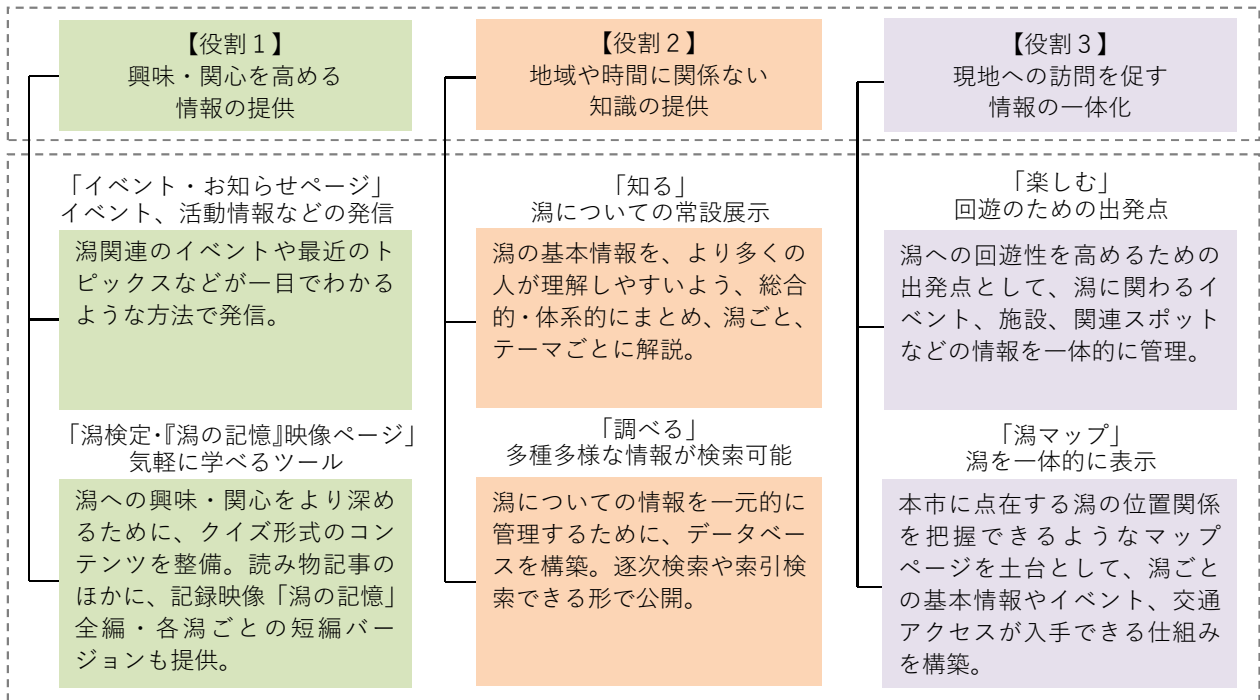 【役割１】
興味・関心を高める
情報の提供
「イベント・お知らせページ」
イベント、活動情報などの発信
潟関連のイベントや最近のト
ピックスなどが一目でわかる
ような方法で発信。
「潟検定・『潟の記憶』映像ページ」
気軽に学べるツール
潟への興味・関心をより深め
るために、クイズ形式のコン
テンツを整備。読み物記事の
ほかに、記録映像「潟の記憶」
全編・各潟ごとの短編バー
ジョンも提供。
【役割２】
地域や時間に関係ない
知識の提供
「知る」
潟についての常設展示
潟の基本情報を、より多くの
人が理解しやすいよう、総合
的・体系的にまとめ、潟ごと、
テーマごとに解説。
「調べる」
多種多様な情報が検索可能
潟についての情報を一元的に
管理するために、データベー
スを構築。逐次検索や索引検
索できる形で公開。
【役割３】
現地への訪問を促す
情報の一体化
「楽しむ」
回遊のための出発点
潟への回遊性を高めるための
出発点として、潟に関わるイ
ベント、施設、関連スポット
などの情報を一体的に管理。
「潟マップ」
潟を一体的に表示
本市に点在する潟の位置関係
を把握できるようなマップ
ページを土台として、潟ごと
の基本情報やイベント、交通
アクセスが入手できる仕組み
を構築。